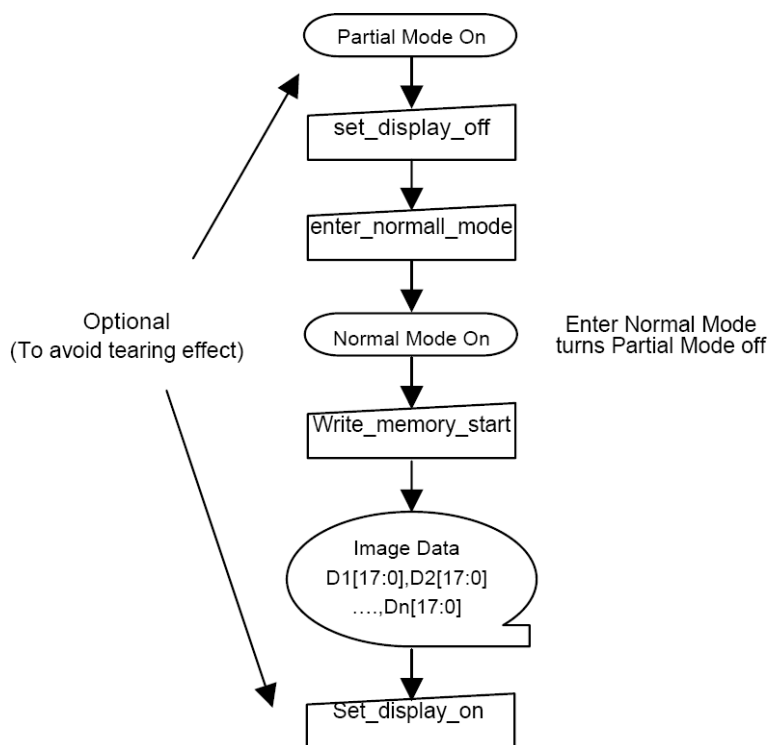 Partial Mode On
set_display_off
enter_normall_mode
Optional
(To avoid tearing effect)
Normal Mode On
Enter Normal Mode
turns Partial Mode off
Write_memory_start
Image Data
D1[17:0],D2[17:0]
....,Dn[17:0]
Set_display_on